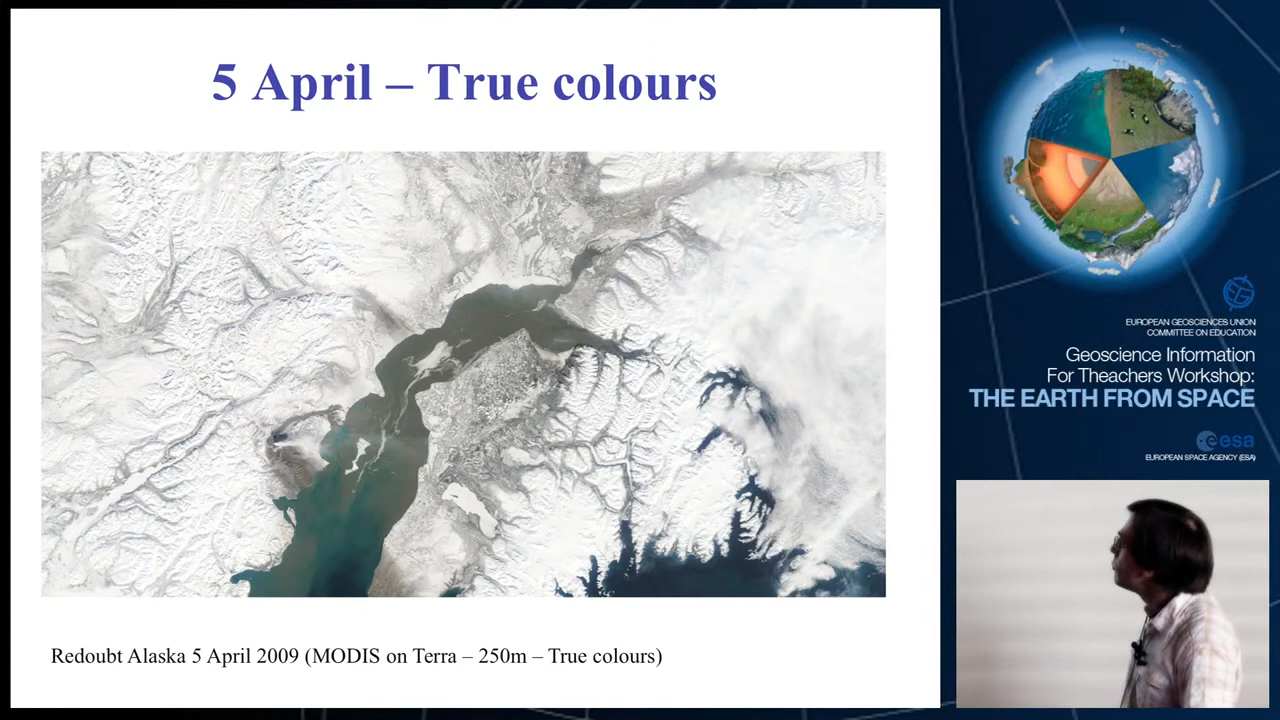 5 April – True colours
Redoubt Alaska 5 April 2009 (MODIS on Terra – 250m – True colours)
EUROPEAN GEOSCIENCES UNION
COMMITTEE ON EDUCATION
Geoscience Information
For Theachers Workshop:
THE EARTH FROM SPACE
esa
EUROPEAN SPACE AGENCY (ESA)